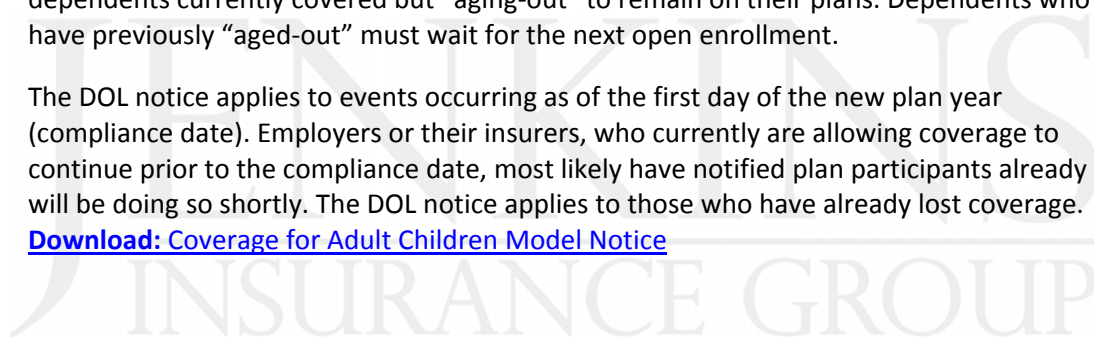 dependents currently covered but “aging-out” to remain on their plans. Dependents who
have previously “aged-out” must wait for the next open enrollment.
The DOL notice applies to events occurring as of the first day of the new plan year
(compliance date). Employers or their insurers, who currently are allowing coverage to
continue prior to the compliance date, most likely have notified plan participants already
will be doing so shortly. The DOL notice applies to those who have already lost coverage.
Download: Coverage for Adult Children Model Notice
JENKINS
INSURANCE GROUP